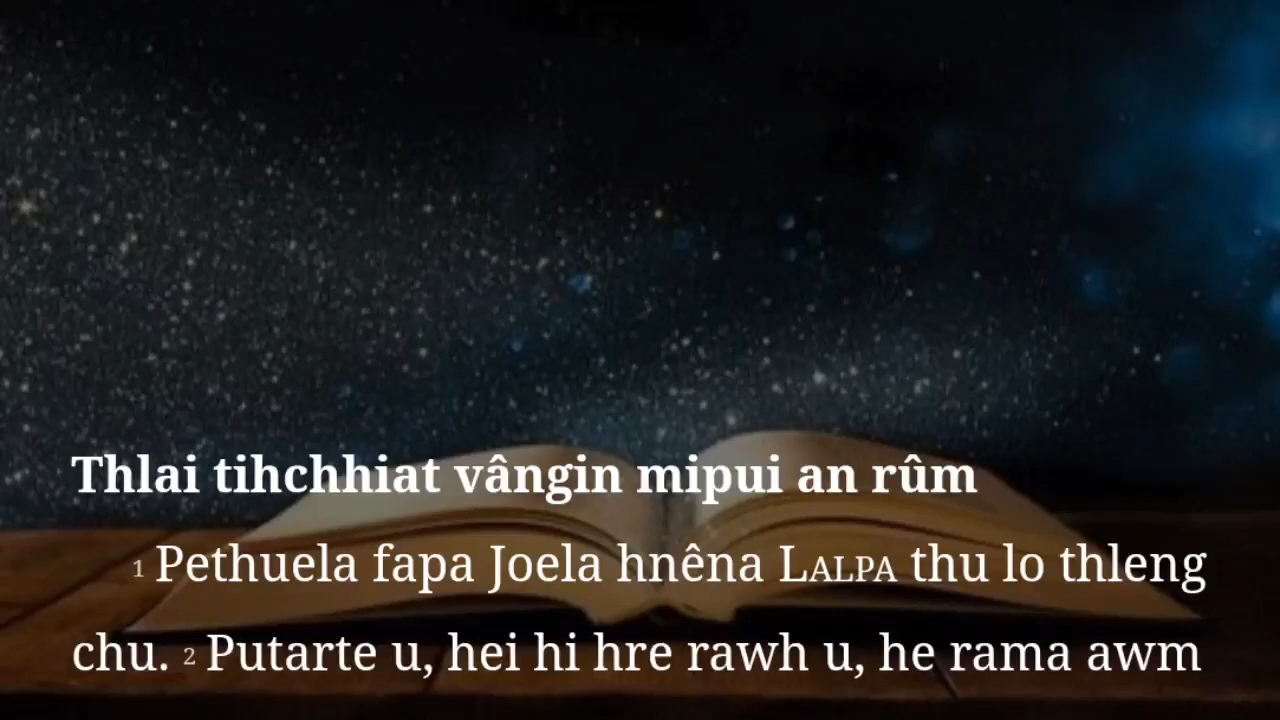 Thlai tihchhiat vângin mipui an rûm
1 Pethuela fapa Joela hnêna LALPA thu lo thleng
chu. 2 Putarte u, hei hi hre rawh u, he rama awm